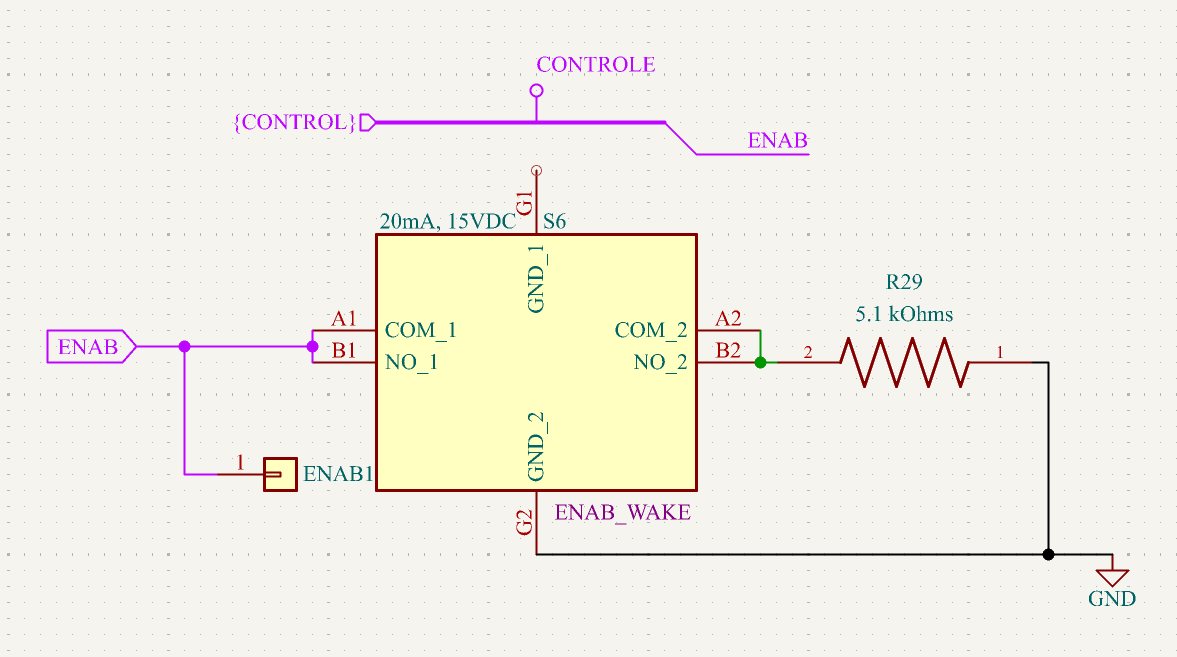 CONTROLE
{CONTROL}
ENAB
G1
20mA, 15VDC
S6
GND_1
R29
5.1 kOhms
A1
COM_1
COM_2
A2
ENAB
B1
NO_1
NO_2
B2
2
1
GND_2
1
ENAB1
G2
ENAB_WAKE
GND